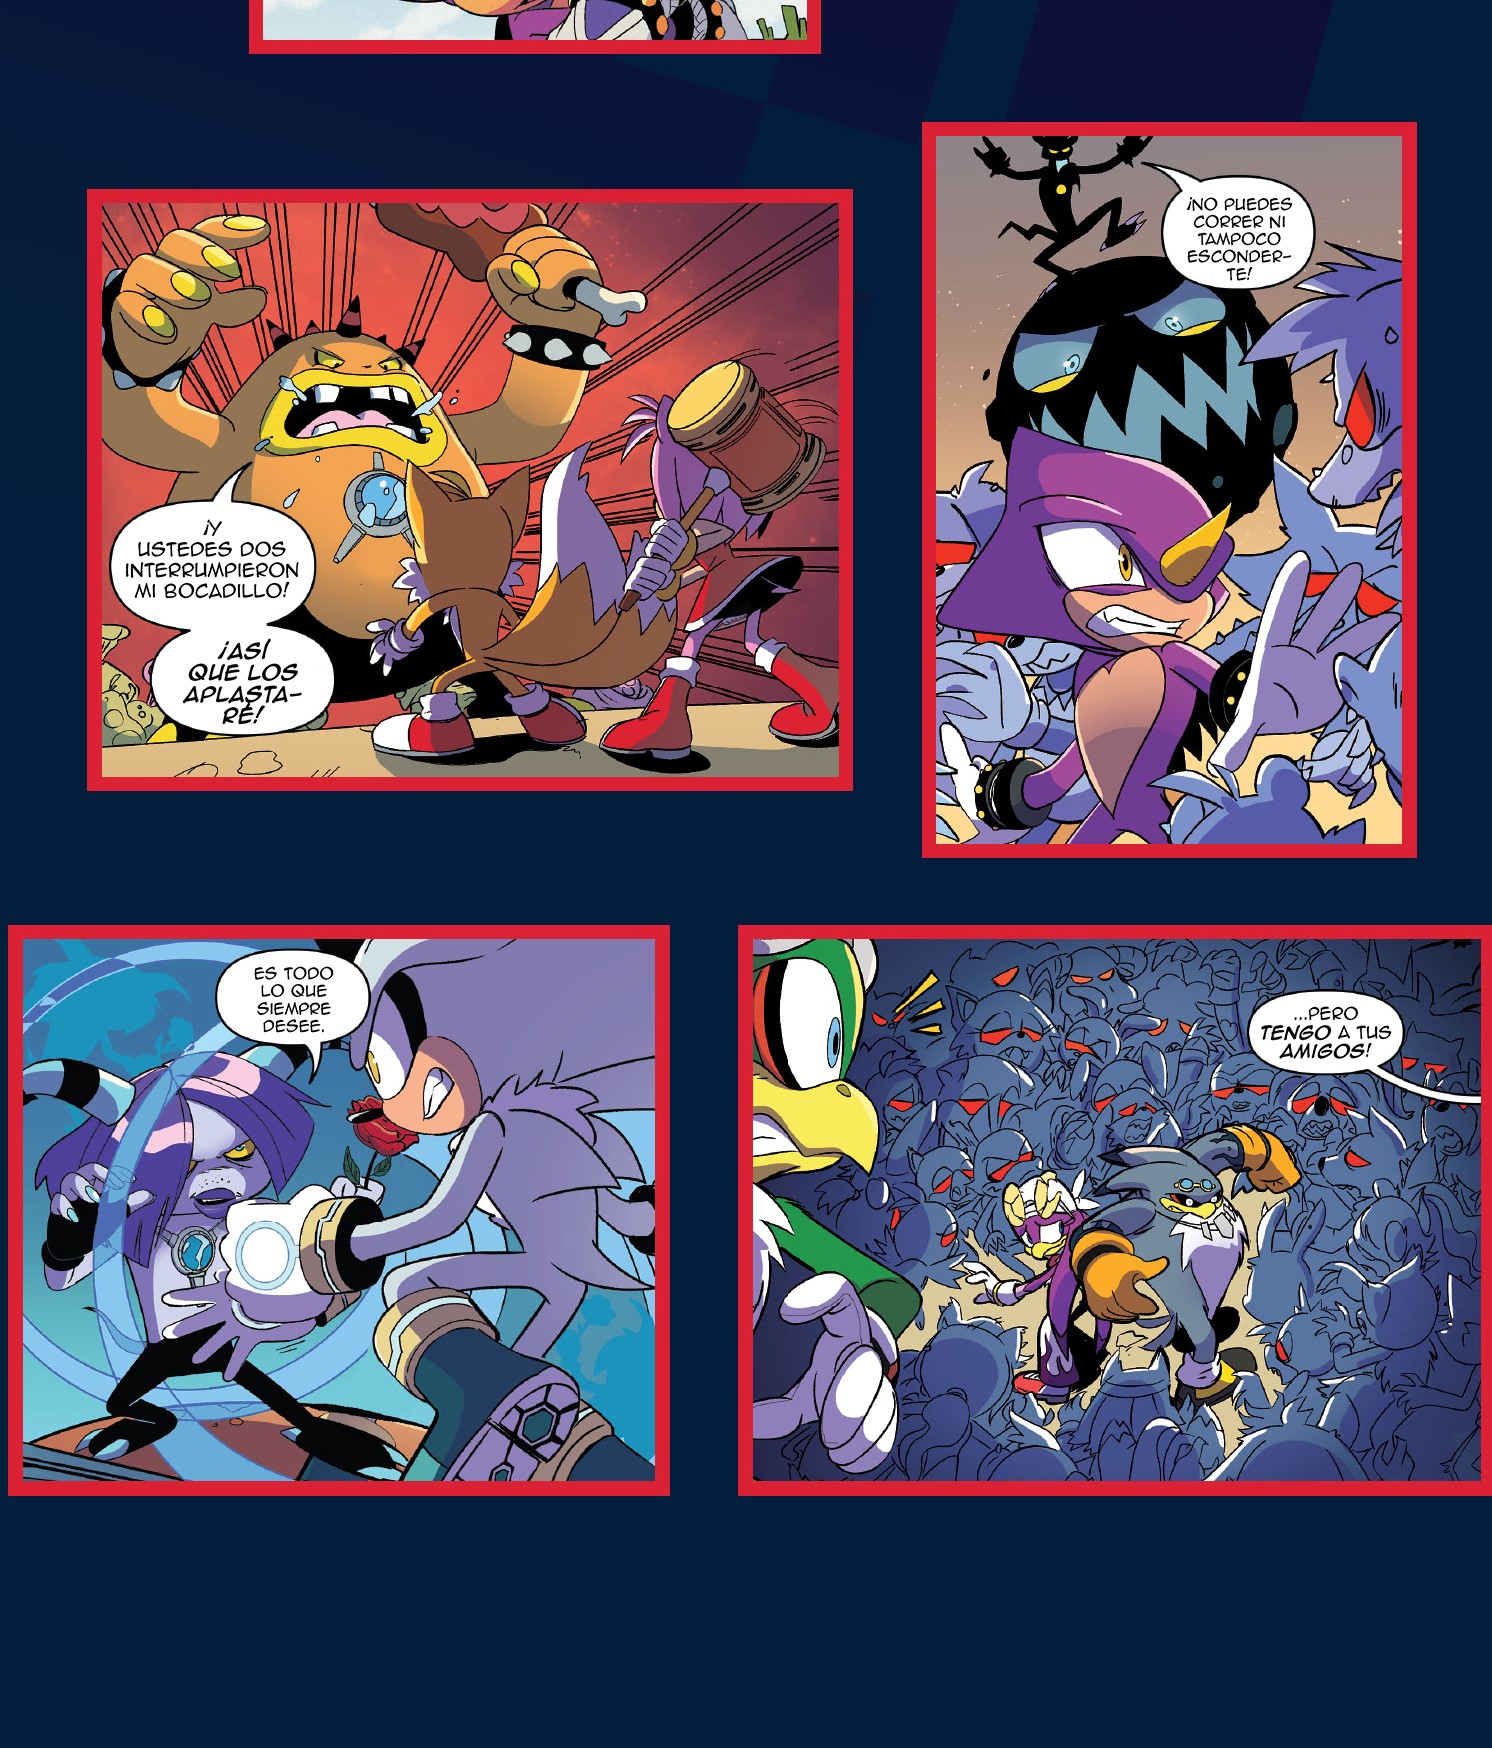 ¡Y
USTEDES DOS
INTERRUMPIERON
MI BOCADILLO!
¡ASÍ
QUE LOS
APLASTA-
RÉ!
¡NO PUEDES
CORRER NI
TAMPOCO
ESCONDER-
TE!
ES TODO
LO QUE
SIEMPRE
DESEE.
...PERO
TENGO A TUS
AMIGOS!